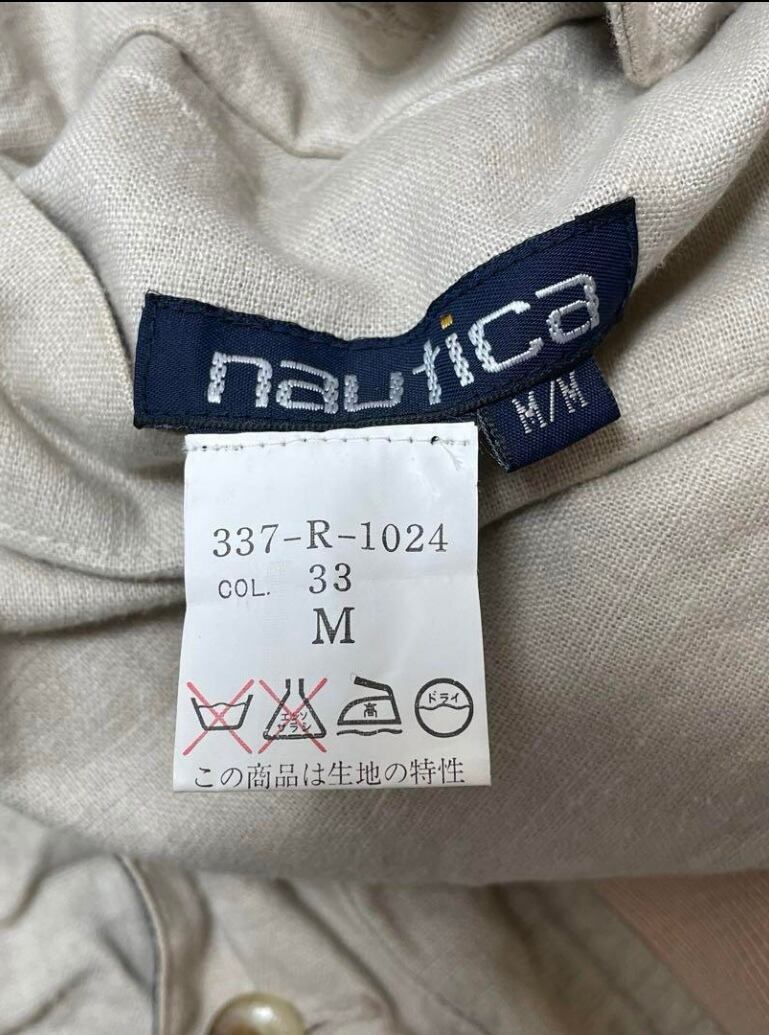 nautica
M/M
337-R-1024
COL. 33
M
エンソ
サラシ
高
ドライ
この商品は生地の特性